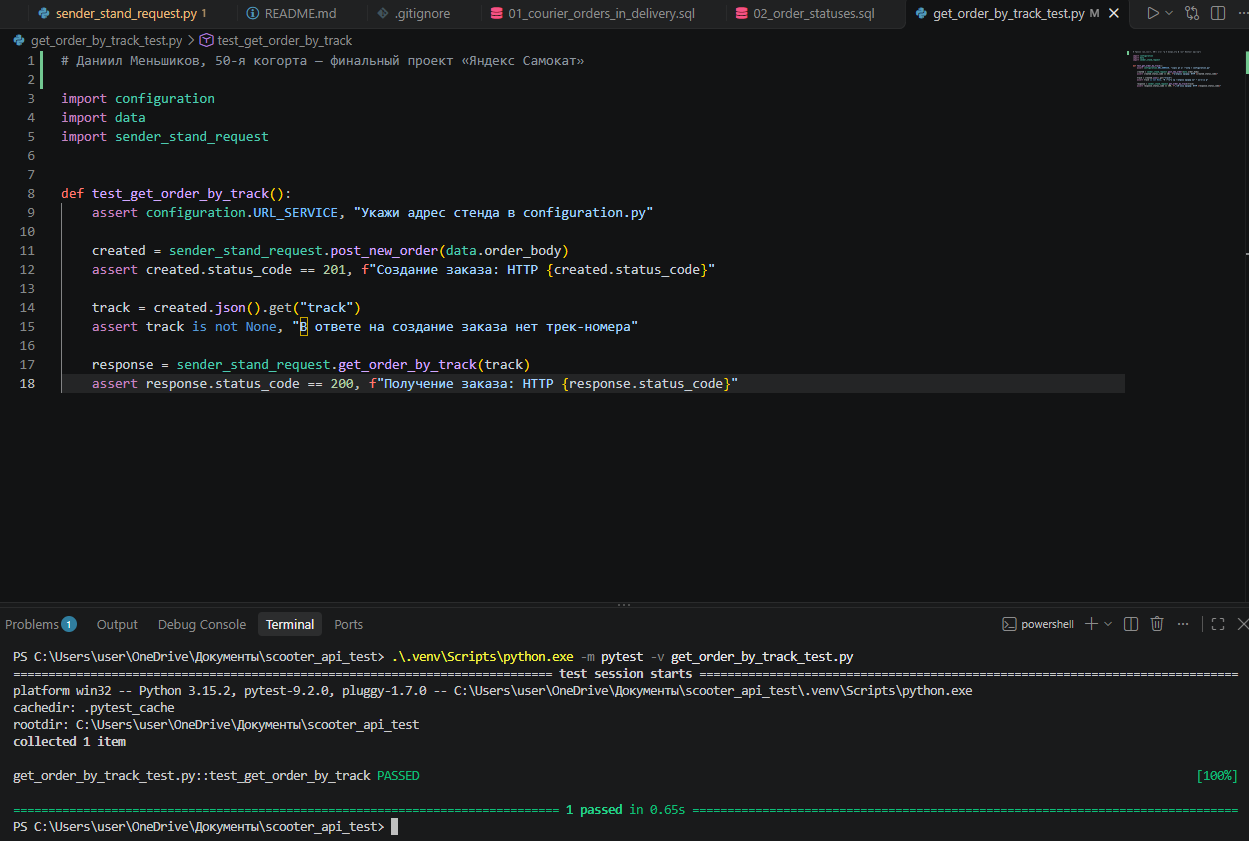 sender_stand_request.py 1
README.md
.gitignore
01_courier_orders_in_delivery.sql
02_order_statuses.sql
get_order_by_track_test.py M
get_order_by_track_test.py > test_get_order_by_track
1 # Даниил Меньшиков, 50-я когорта — финальный проект «Яндекс Самокат»
2
3 import configuration
4 import data
5 import sender_stand_request
6
7
8 def test_get_order_by_track():
9 assert configuration.URL_SERVICE, "Укажи адрес стенда в configuration.py"
10
11 created = sender_stand_request.post_new_order(data.order_body)
12 assert created.status_code == 201, f"Создание заказа: HTTP {created.status_code}"
13
14 track = created.json().get("track")
15 assert track is not None, "В ответе на создание заказа нет трек-номера"
16
17 response = sender_stand_request.get_order_by_track(track)
18 assert response.status_code == 200, f"Получение заказа: HTTP {response.status_code}"
Problems 1 Output Debug Console Terminal Ports
powershell
PS C:\Users\user\OneDrive\Документы\scooter_api_test> .\.venv\Scripts\python.exe -m pytest -v get_order_by_track_test.py
test session starts
platform win32 -- Python 3.15.2, pytest-9.2.0, pluggy-1.7.0 -- C:\Users\user\OneDrive\Документы\scooter_api_test\.venv\Scripts\python.exe
cachedir: .pytest_cache
rootdir: C:\Users\user\OneDrive\Документы\scooter_api_test
collected 1 item
get_order_by_track_test.py::test_get_order_by_track PASSED [100%]
1 passed in 0.65s
PS C:\Users\user\OneDrive\Документы\scooter_api_test>